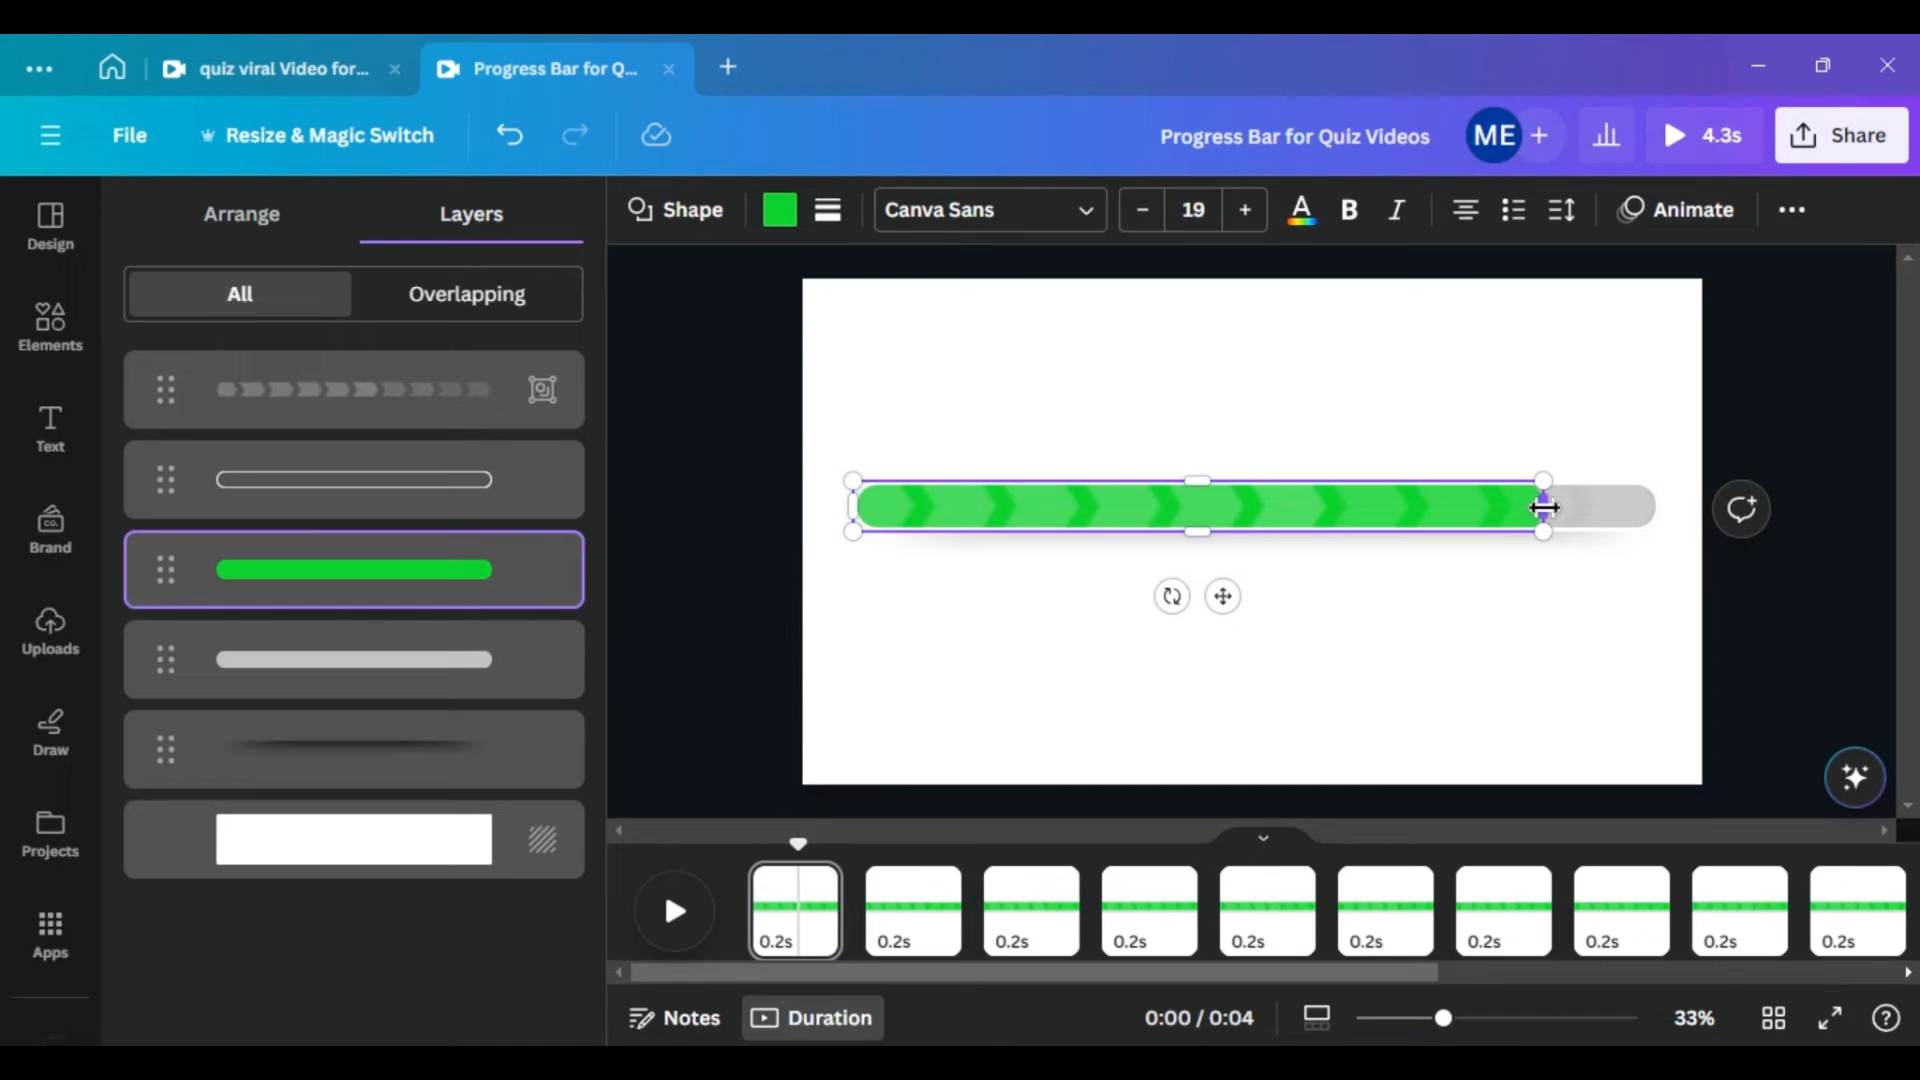 quiz viral Video for...
Progress Bar for Q...
File
Resize & Magic Switch
Progress Bar for Quiz Videos
ME
4.3s
Share
Design
Elements
Text
Brand
Uploads
Draw
Projects
Apps
Arrange
Layers
All
Overlapping
Shape
Canva Sans
19
A
B
I
Animate
CO.
T
0.2s
0.2s
0.2s
0.2s
0.2s
0.2s
0.2s
0.2s
0.2s
0.2s
Notes
Duration
0:00 / 0:04
33%
?